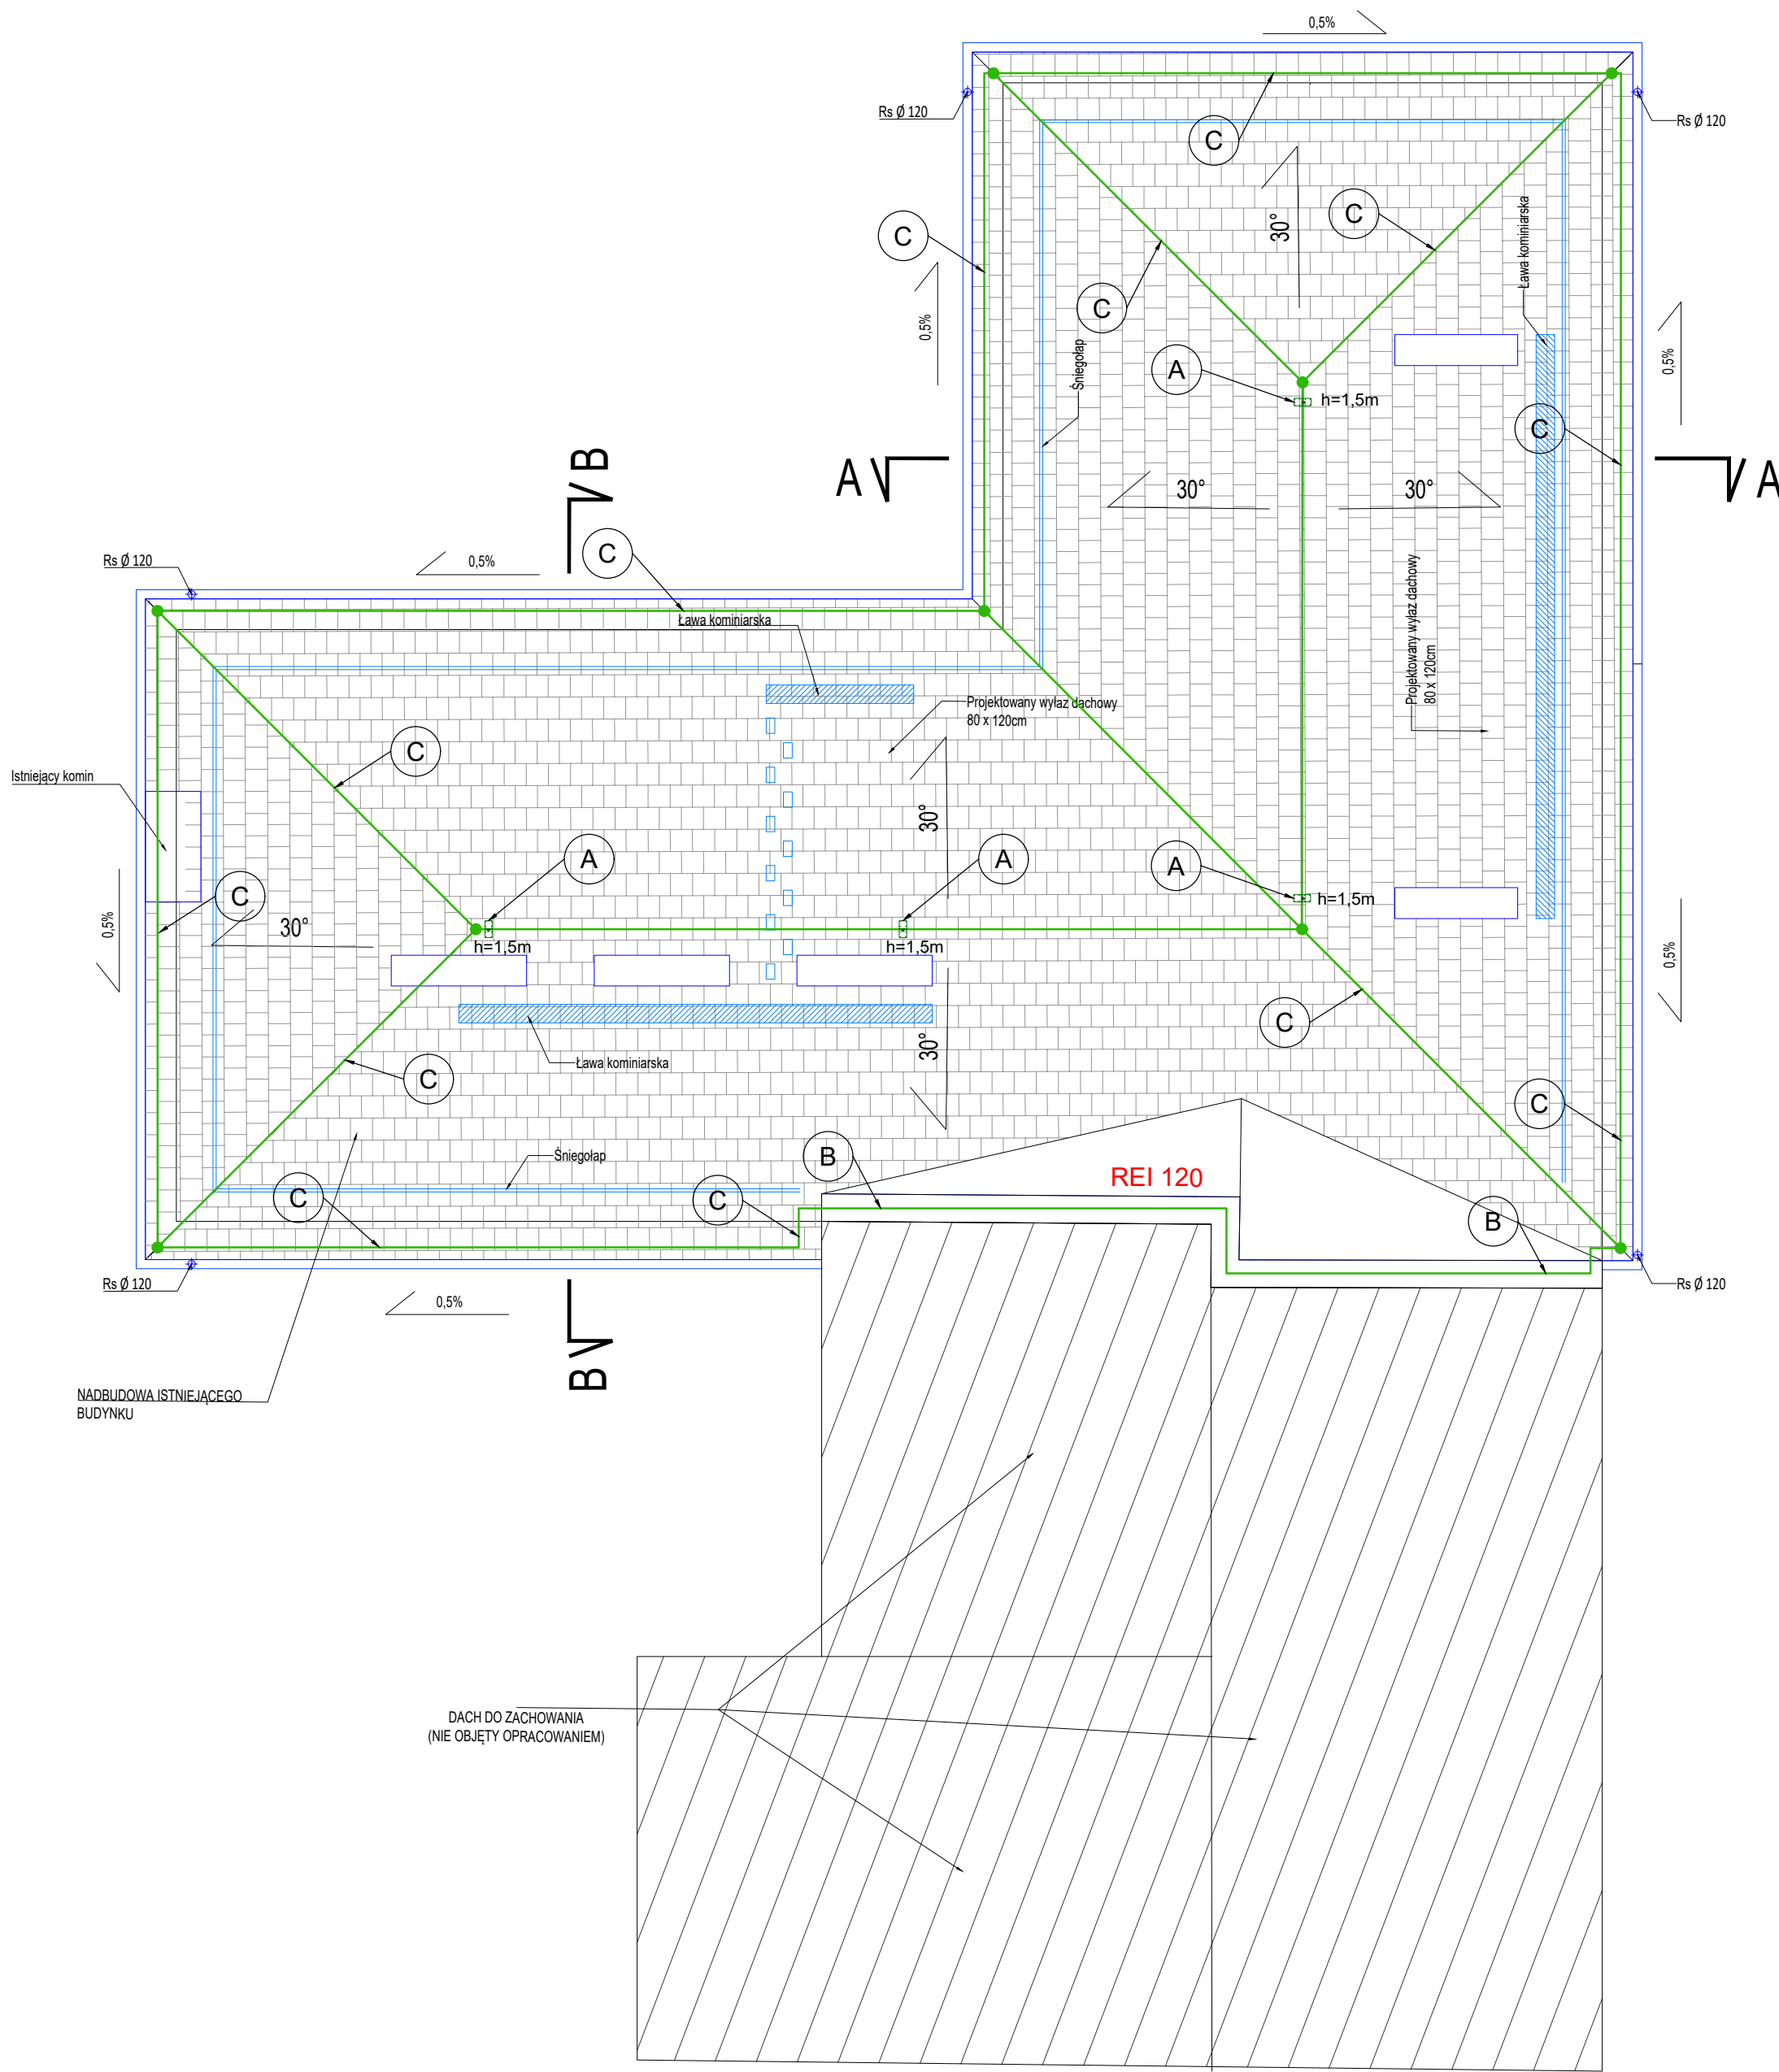 0,5%
Rs Ø 120
Rs Ø 120
C
C
C
C
30°
Ława kominiarska
0,5%
0,5%
Śniegołap
A
h=1,5m
C
B
A
A
30°
30°
C
0,5%
Rs Ø 120
Ława kominiarska
Projektowany wyłaz dachowy
80 x 120cm
Projektowany wyłaz dachowy
80 x 120cm
C
Istniejący komin
30°
A
A
A
C
h=1,5m
30°
0,5%
h=1,5m
h=1,5m
0,5%
C
30°
Ława kominiarska
C
C
Śniegołap
B
REI 120
C
C
B
Rs Ø 120
Rs Ø 120
0,5%
B
NADBUDOWA ISTNIEJĄCEGO
BUDYNKU
DACH DO ZACHOWANIA
(NIE OBJĘTY OPRACOWANIEM)